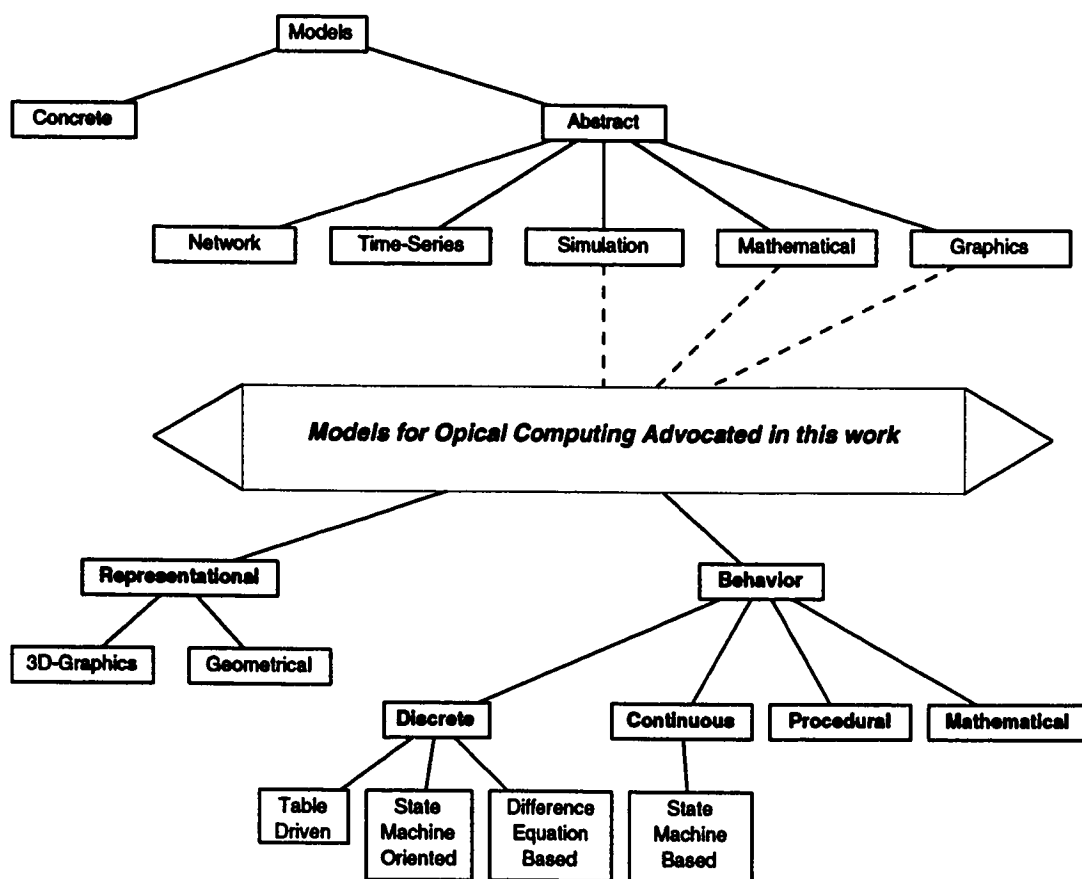 Models
Concrete
Abstract
Network
Time-Series
Simulation
Mathematical
Graphics
Models for Opical Computing Advocated in this work
Representational
Behavior
3D-Graphics
Geometrical
Discrete
Continuous
Procedural
Mathematical
Table
Driven
State
Machine
Oriented
Difference
Equation
Based
State
Machine
Based